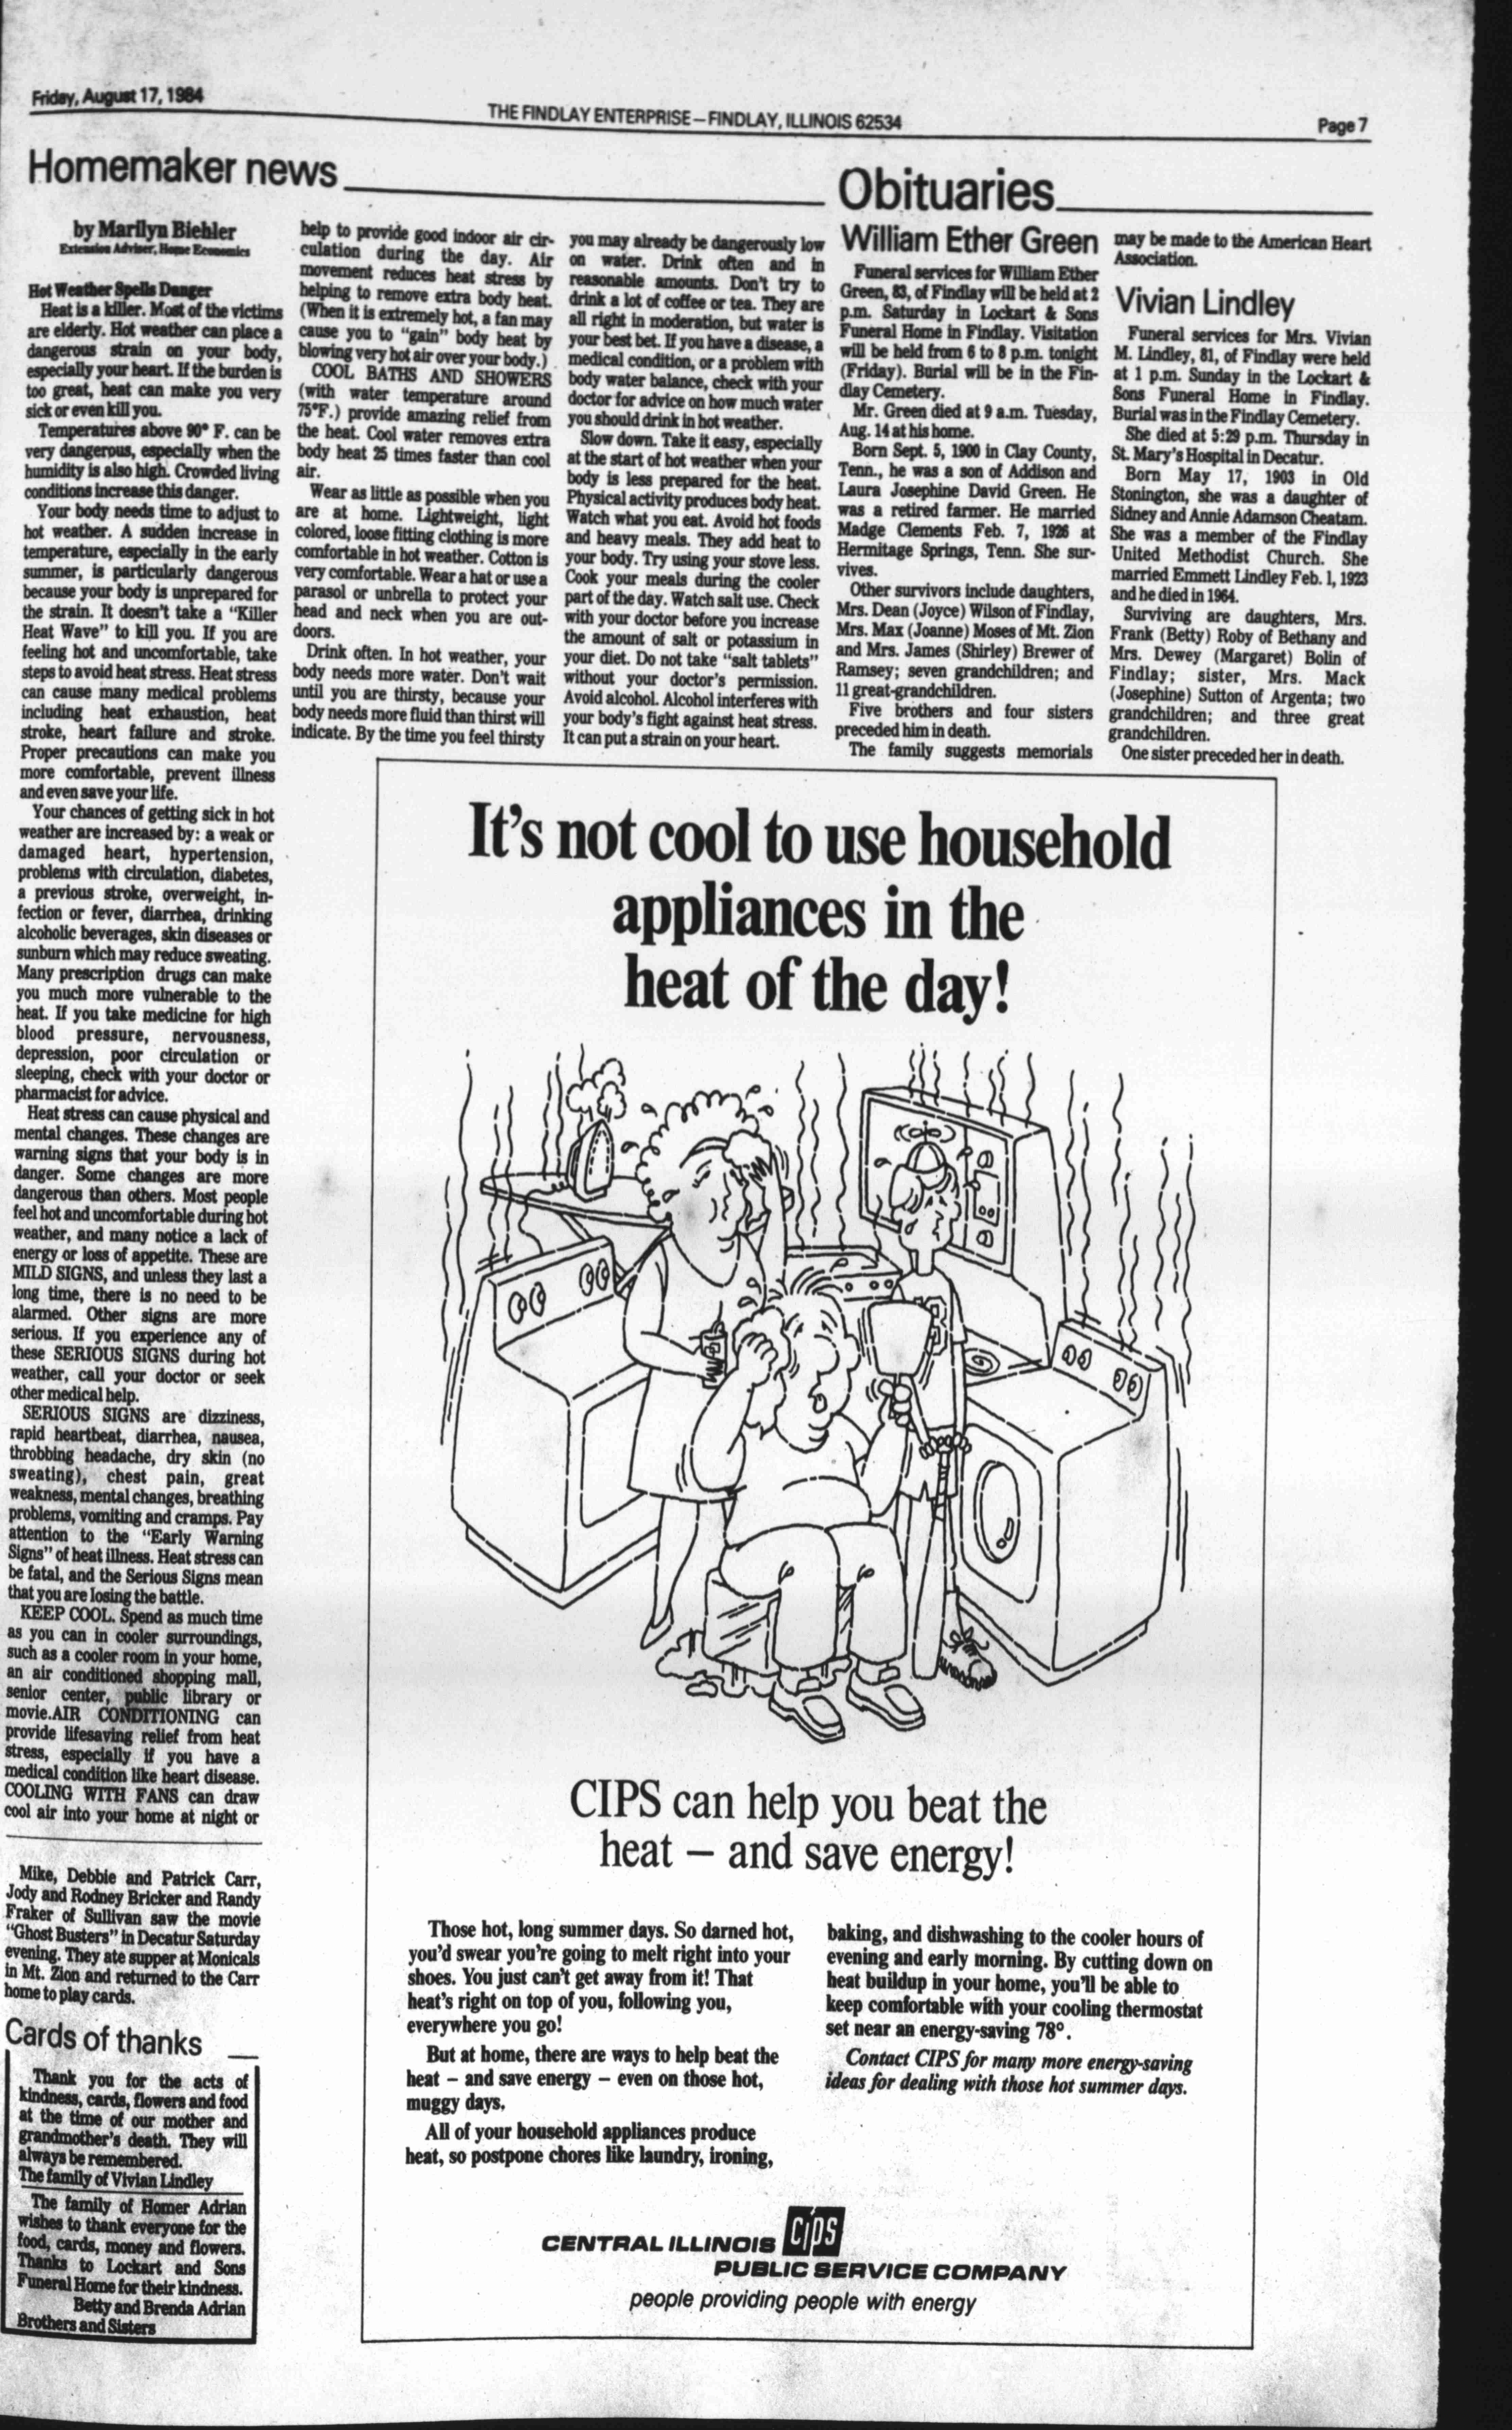 Friday, August 17, 1984
THE FINDLAY ENTERPRISE — FINDLAY, ILLINOIS 62534
Page 7
Homemaker news
by Marilyn Biehler
Extension Adviser, Home Economics
Hot Weather Spells Danger
Heat is a killer. Most of the victims
are elderly. Hot weather can place a
dangerous strain on your body,
especially your heart. If the burden is
too great, heat can make you very
sick or even kill you.
Temperatures above 90° F. can be
very dangerous, especially when the
humidity is also high. Crowded living
conditions increase this danger.
Your body needs time to adjust to
hot weather. A sudden increase in
temperature, especially in the early
summer, is particularly dangerous
because your body is unprepared for
the strain. It doesn't take a "Killer
Heat Wave" to kill you. If you are
feeling hot and uncomfortable, take
steps to avoid heat stress. Heat stress
can cause many medical problems
including heat exhaustion, heat
stroke, heart failure and stroke.
Proper precautions can make you
more comfortable, prevent illness
and even save your life.
Your chances of getting sick in hot
weather are increased by: a weak or
damaged heart, hypertension,
problems with circulation, diabetes,
a previous stroke, overweight, in-
fection or fever, diarrhea, drinking
alcoholic beverages, skin diseases or
sunburn which may reduce sweating.
Many prescription drugs can make
you much more vulnerable to the
heat. If you take medicine for high
blood pressure, nervousness,
depression, poor circulation or
sleeping, check with your doctor or
pharmacist for advice.
Heat stress can cause physical and
mental changes. These changes are
warning signs that your body is in
danger. Some changes are more
dangerous than others. Most people
feel hot and uncomfortable during hot
weather, and many notice a lack of
energy or loss of appetite. These are
MILD SIGNS, and unless they last a
long time, there is no need to be
alarmed. Other signs are more
serious. If you experience any of
these SERIOUS SIGNS during hot
weather, call your doctor or seek
other medical help.
SERIOUS SIGNS are dizziness,
rapid heartbeat, diarrhea, nausea,
throbbing headache, dry skin (no
sweating), chest pain, great
weakness, mental changes, breathing
problems, vomiting and cramps. Pay
attention to the "Early Warning
Signs" of heat illness. Heat stress can
be fatal, and the Serious Signs mean
that you are losing the battle.
KEEP COOL. Spend as much time
as you can in cooler surroundings,
such as a cooler room in your home,
an air conditioned shopping mall,
senior center, public library or
movie.AIR CONDITIONING can
provide lifesaving relief from heat
stress, especially if you have a
medical condition like heart disease.
COOLING WITH FANS can draw
cool air into your home at night or
help to provide good indoor air cir-
culation during the day. Air
movement reduces heat stress by
helping to remove extra body heat.
(When it is extremely hot, a fan may
cause you to "gain" body heat by
blowing very hot air over your body.)
COOL BATHS AND SHOWERS
(with water temperature around
75°F.) provide amazing relief from
the heat. Cool water removes extra
body heat 25 times faster than cool
air.
Wear as little as possible when you
are at home. Lightweight, light
colored, loose fitting clothing is more
comfortable in hot weather. Cotton is
very comfortable. Wear a hat or use a
parasol or unbrella to protect your
head and neck when you are out-
doors.
Drink often. In hot weather, your
body needs more water. Don't wait
until you are thirsty, because your
body needs more fluid than thirst will
indicate. By the time you feel thirsty
you may already be dangerously low
on water. Drink often and in
reasonable amounts. Don't try to
drink a lot of coffee or tea. They are
all right in moderation, but water is
your best bet. If you have a disease, a
medical condition, or a problem with
body water balance, check with your
doctor for advice on how much water
you should drink in hot weather.
Slow down. Take it easy, especially
at the start of hot weather when your
body is less prepared for the heat.
Physical activity produces body heat.
Watch what you eat. Avoid hot foods
and heavy meals. They add heat to
your body. Try using your stove less.
Cook your meals during the cooler
part of the day. Watch salt use. Check
with your doctor before you increase
the amount of salt or potassium in
your diet. Do not take "salt tablets"
without your doctor's permission.
Avoid alcohol. Alcohol interferes with
your body's fight against heat stress.
It can put a strain on your heart.
Obituaries
William Ether Green
Funeral services for William Ether
Green, 83, of Findlay will be held at 2
p.m. Saturday in Lockart & Sons
Funeral Home in Findlay. Visitation
will be held from 6 to 8 p.m. tonight
(Friday). Burial will be in the Fin-
dlay Cemetery.
Mr. Green died at 9 a.m. Tuesday,
Aug. 14 at his home.
Born Sept. 5, 1900 in Clay County,
Tenn., he was a son of Addison and
Laura Josephine David Green. He
was a retired farmer. He married
Madge Clements Feb. 7, 1926 at
Hermitage Springs, Tenn. She sur-
vives.
Other survivors include daughters,
Mrs. Dean (Joyce) Wilson of Findlay,
Mrs. Max (Joanne) Moses of Mt. Zion
and Mrs. James (Shirley) Brewer of
Ramsey; seven grandchildren; and
11 great-grandchildren.
Five brothers and four sisters
preceded him in death.
The family suggests memorials
may be made to the American Heart
Association.
Vivian Lindley
Funeral services for Mrs. Vivian
M. Lindley, 81, of Findlay were held
at 1 p.m. Sunday in the Lockart &
Sons Funeral Home in Findlay.
Burial was in the Findlay Cemetery.
She died at 5:29 p.m. Thursday in
St. Mary's Hospital in Decatur.
Born May 17, 1903 in Old
Stonington, she was a daughter of
Sidney and Annie Adamson Cheatam.
She was a member of the Findlay
United Methodist Church. She
married Emmett Lindley Feb. 1, 1923
and he died in 1964.
Surviving are daughters, Mrs.
Frank (Betty) Roby of Bethany and
Mrs. Dewey (Margaret) Bolin of
Findlay; sister, Mrs. Mack
(Josephine) Sutton of Argenta; two
grandchildren; and three great
grandchildren.
One sister preceded her in death.
Mike, Debbie and Patrick Carr,
Jody and Rodney Bricker and Randy
Fraker of Sullivan saw the movie
"Ghost Busters" in Decatur Saturday
evening. They ate supper at Monicals
in Mt. Zion and returned to the Carr
home to play cards.
Cards of thanks
Thank you for the acts of
kindness, cards, flowers and food
at the time of our mother and
grandmother's death. They will
always be remembered.
The family of Vivian Lindley
The family of Homer Adrian
wishes to thank everyone for the
food, cards, money and flowers.
Thanks to Lockart and Sons
Funeral Home for their kindness.
Betty and Brenda Adrian
Brothers and Sisters
It's not cool to use household
appliances in the
heat of the day!
CIPS can help you beat the
heat — and save energy!
Those hot, long summer days. So darned hot,
you'd swear you're going to melt right into your
shoes. You just can't get away from it! That
heat's right on top of you, following you,
everywhere you go!
But at home, there are ways to help beat the
heat – and save energy – even on those hot,
muggy days.
All of your household appliances produce
heat, so postpone chores like laundry, ironing,
baking, and dishwashing to the cooler hours of
evening and early morning. By cutting down on
heat buildup in your home, you'll be able to
keep comfortable with your cooling thermostat
set near an energy-saving 78°.
Contact CIPS for many more energy-saving
ideas for dealing with those hot summer days.
CENTRAL ILLINOIS CIPS
PUBLIC SERVICE COMPANY
people providing people with energy